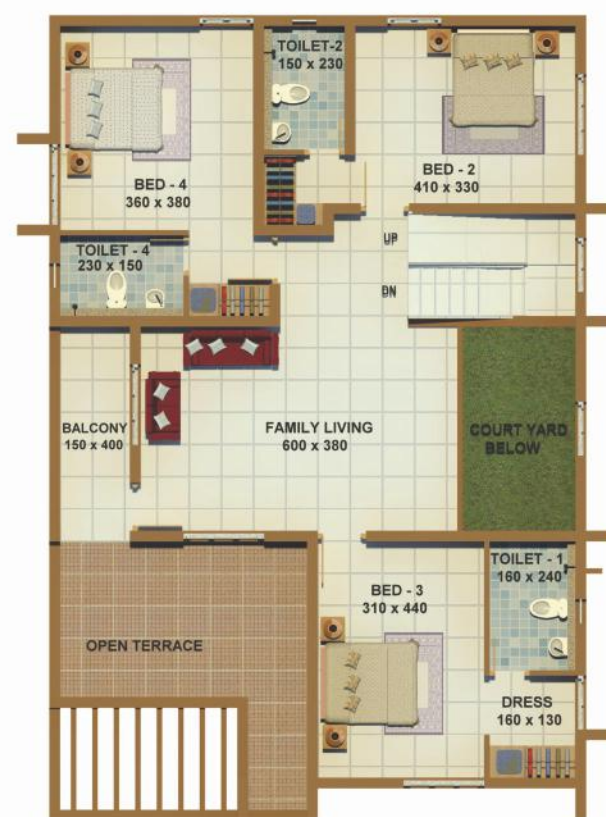 TOILET-2
150 x 230
BED - 4
360 x 380
BED - 2
410 x 330
UP
TOILET - 4
230 x 150
DN
BALCONY
150 x 400
FAMILY LIVING
600 x 380
COURT YARD
BELOW
TOILET - 1
160 x 240
BED - 3
310 x 440
OPEN TERRACE
DRESS
160 x 130